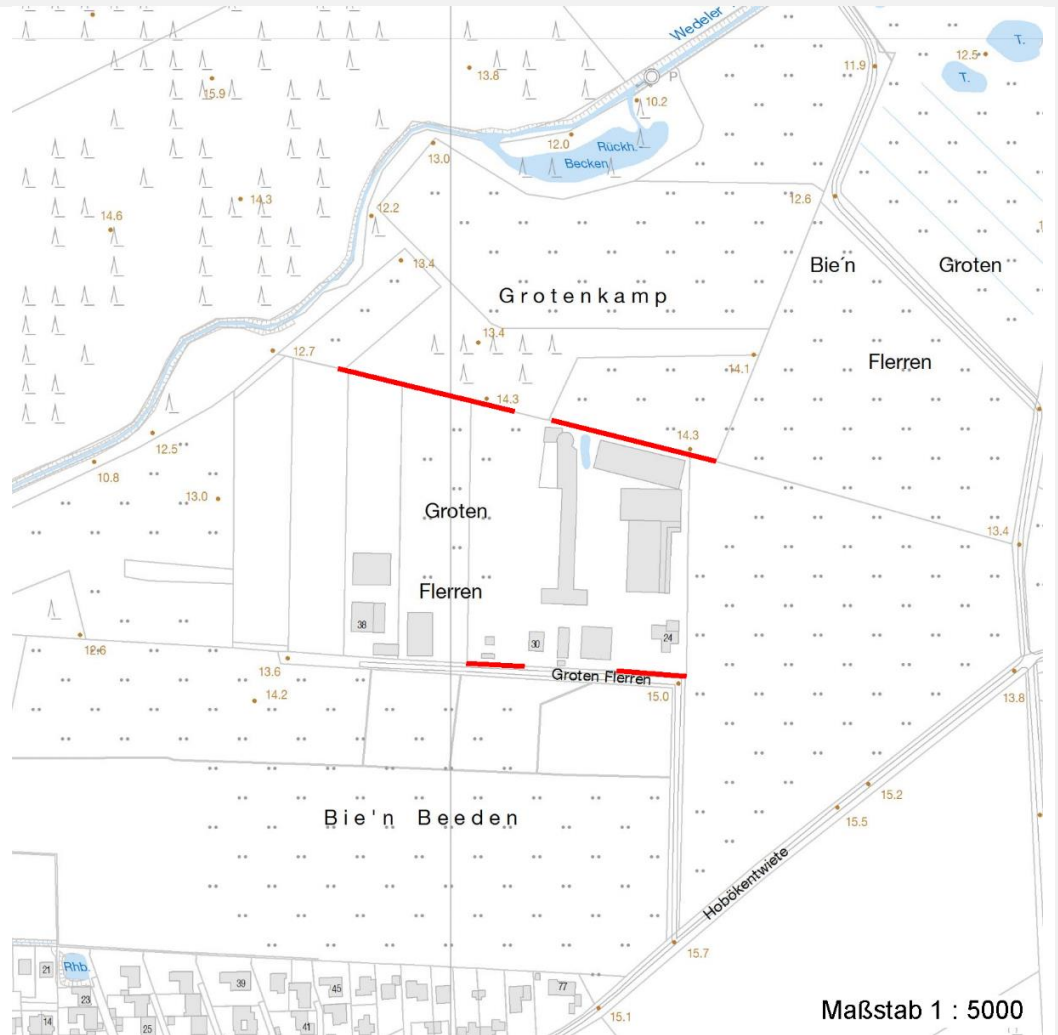 Wedeler
T.
12.5
T.
11.9
13.8
P
15.9
10.2
12.0
Rückh.
Becken
13.0
14.3
12.2
12.6
14.6
13.4
Bie´n
Groten
Grotenkamp
13.4
12.7
14.1
Flerren
14.3
14.3
12.5
10.8
13.0
Groten
13.4
Flerren
38
30
24
12.6
13.6
Groten Flerren
15.0
14.2
13.8
15.2
15.5
Bie'n Beeden
Hobökentwiete
15.7
Rhb.
21
39
45
77
23
14
25
41
15.1
Maßstab 1 : 5000